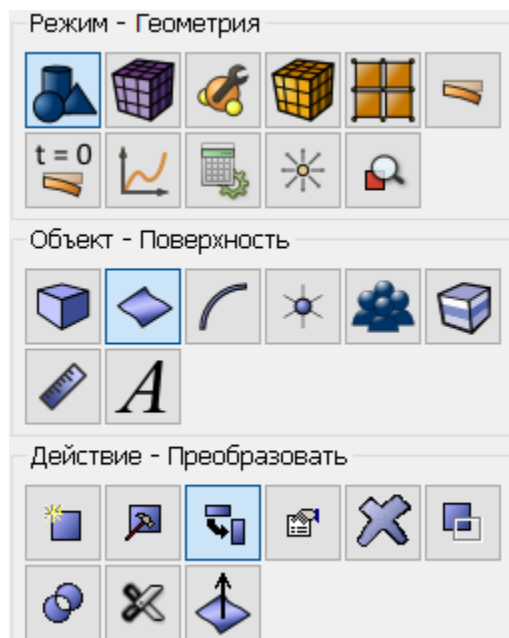 Режим - Геометрия
t = 0
Объект - Поверхность
A
Действие - Преобразовать